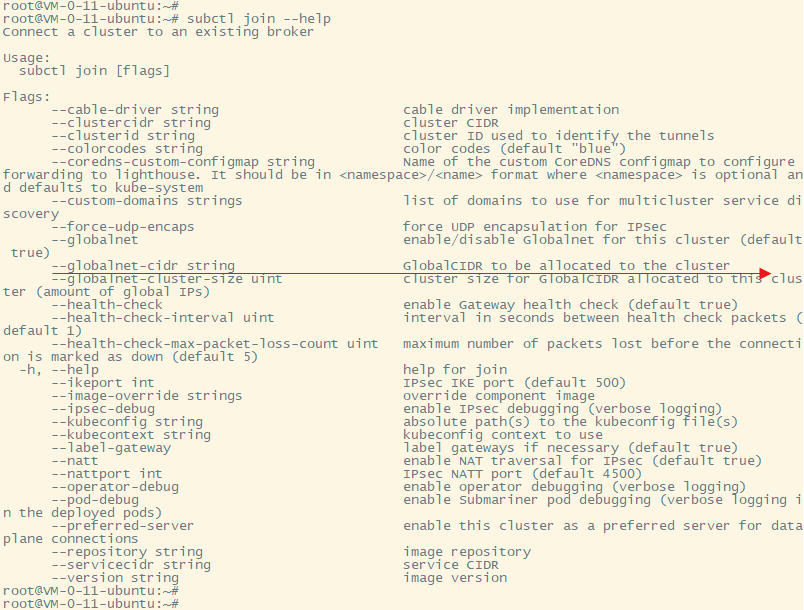 root@VM-0-11-ubuntu:~#
root@VM-0-11-ubuntu:~# subctl join --help
Connect a cluster to an existing broker

Usage:
  subctl join [flags]

Flags:
      --cable-driver string                       cable driver implementation
      --clustercidr string                        cluster CIDR
      --clusterid string                          cluster ID used to identify the tunnels
      --colorcodes string                         color codes (default "blue")
      --coredns-custom-configmap string           Name of the custom CoreDNS configmap to configure
forwarding to lighthouse. It should be in <namespace>/<name> format where <namespace> is optional an
d defaults to kube-system
      --custom-domains strings                    list of domains to use for multicluster service di
scovery
      --force-udp-encaps                          force UDP encapsulation for IPSec
      --globalnet                                 enable/disable Globalnet for this cluster (default
 true)
      --globalnet-cidr string                     GlobalCIDR to be allocated to the cluster
      --globalnet-cluster-size uint               cluster size for GlobalCIDR allocated to this clus
ter (amount of global IPs)
      --health-check                              enable Gateway health check (default true)
      --health-check-interval uint                interval in seconds between health check packets (
default 1)
      --health-check-max-packet-loss-count uint   maximum number of packets lost before the connecti
on is marked as down (default 5)
  -h, --help                                      help for join
      --ikeport int                               IPsec IKE port (default 500)
      --image-override strings                    override component image
      --ipsec-debug                               enable IPsec debugging (verbose logging)
      --kubeconfig string                         absolute path(s) to the kubeconfig file(s)
      --kubecontext string                        kubeconfig context to use
      --label-gateway                             label gateways if necessary (default true)
      --natt                                      enable NAT traversal for IPsec (default true)
      --nattport int                              IPsec NATT port (default 4500)
      --operator-debug                            enable operator debugging (verbose logging)
      --pod-debug                                 enable Submariner pod debugging (verbose logging i
n the deployed pods)
      --preferred-server                          enable this cluster as a preferred server for data
plane connections
      --repository string                         image repository
      --servicecidr string                        service CIDR
      --version string                            image version
root@VM-0-11-ubuntu:~#
root@VM-0-11-ubuntu:~#